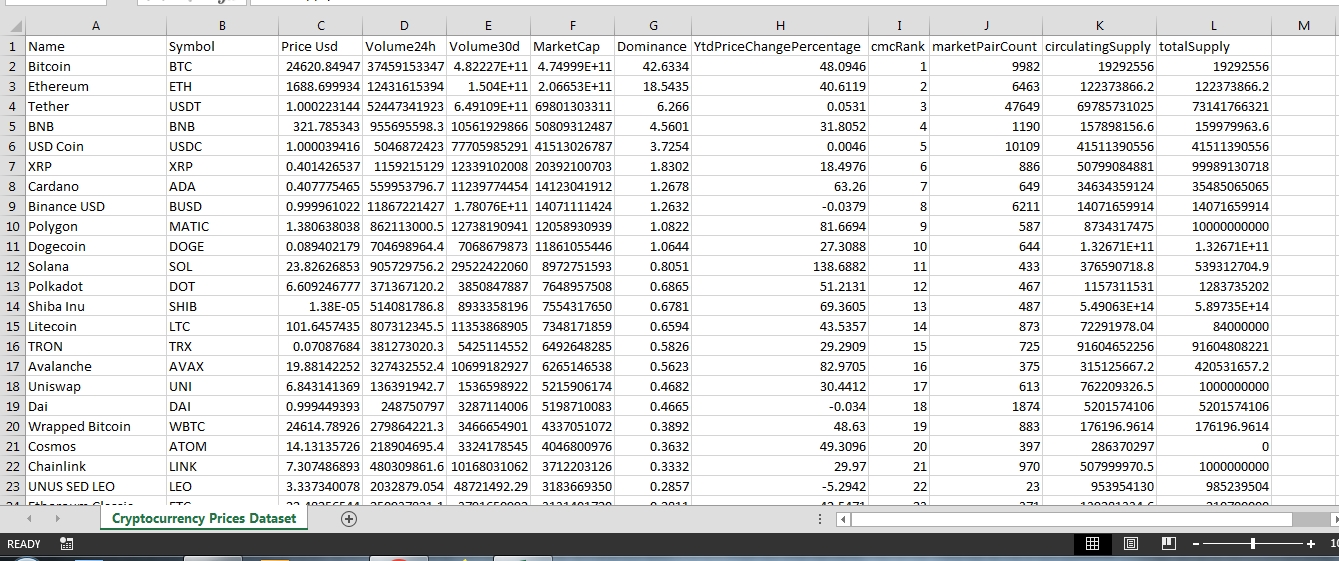 A B C D E F G H I J K L M
1 Name Symbol Price Usd Volume24h Volume30d MarketCap Dominance YtdPriceChangePercentage cmcRank marketPairCount circulatingSupply totalSupply
2 Bitcoin BTC 24620.84947 37459153347 4.82227E+11 4.74999E+11 42.6334 48.0946 1 9982 19292556 19292556
3 Ethereum ETH 1688.699934 12431615394 1.504E+11 2.06653E+11 18.5435 40.6119 2 6463 122373866.2 122373866.2
4 Tether USDT 1.000223144 52447341923 6.49109E+11 69801303311 6.266 0.0531 3 47649 69785731025 73141766321
5 BNB BNB 321.785343 955695598.3 10561929866 50809312487 4.5601 31.8052 4 1190 157898156.6 159979963.6
6 USD Coin USDC 1.000039416 5046872423 77705985291 41513026787 3.7254 0.0046 5 10109 41511390556 41511390556
7 XRP XRP 0.401426537 1159215129 12339102008 20392100703 1.8302 18.4976 6 886 50799084881 99989130718
8 Cardano ADA 0.407775465 559953796.7 11239774454 14123041912 1.2678 63.26 7 649 34634359124 35485065065
9 Binance USD BUSD 0.999961022 11867221427 1.78076E+11 14071111424 1.2632 -0.0379 8 6211 14071659914 14071659914
10 Polygon MATIC 1.380638038 862113000.5 12738190941 12058930939 1.0822 81.6694 9 587 8734317475 10000000000
11 Dogecoin DOGE 0.089402179 704698964.4 7068679873 11861055446 1.0644 27.3088 10 644 1.32671E+11 1.32671E+11
12 Solana SOL 23.82626853 905729756.2 29522422060 8972751593 0.8051 138.6882 11 433 376590718.8 539312704.9
13 Polkadot DOT 6.609246777 371367120.2 3850847887 7648957508 0.6865 51.2131 12 467 1157311531 1283735202
14 Shiba Inu SHIB 1.38E-05 514081786.8 8933358196 7554317650 0.6781 69.3605 13 487 5.49063E+14 5.89735E+14
15 Litecoin LTC 101.6457435 807312345.5 11353868905 7348171859 0.6594 43.5357 14 873 72291978.04 84000000
16 TRON TRX 0.07087684 381273020.3 5425114552 6492648285 0.5826 29.2909 15 725 91604652256 91604808221
17 Avalanche AVAX 19.88142252 327432552.4 10699182927 6265146538 0.5623 82.9705 16 375 315125667.2 420531657.2
18 Uniswap UNI 6.843141369 136391942.7 1536598922 5215906174 0.4682 30.4412 17 613 762209326.5 1000000000
19 Dai DAI 0.999449393 248750797 3287114006 5198710083 0.4665 -0.034 18 1874 5201574106 5201574106
20 Wrapped Bitcoin WBTC 24614.78926 279864221.3 3466654901 4337051072 0.3892 48.63 19 883 176196.9614 176196.9614
21 Cosmos ATOM 14.13135726 218904695.4 3324178545 4046800976 0.3632 49.3096 20 397 286370297 0
22 Chainlink LINK 7.307486893 480309861.6 10168031062 3712203126 0.3332 29.97 21 970 507999970.5 1000000000
23 UNUS SED LEO LEO 3.337340078 2032879.054 48721492.29 3183669350 0.2857 -5.2942 22 23 953954130 985239504
Cryptocurrency Prices Dataset
READY